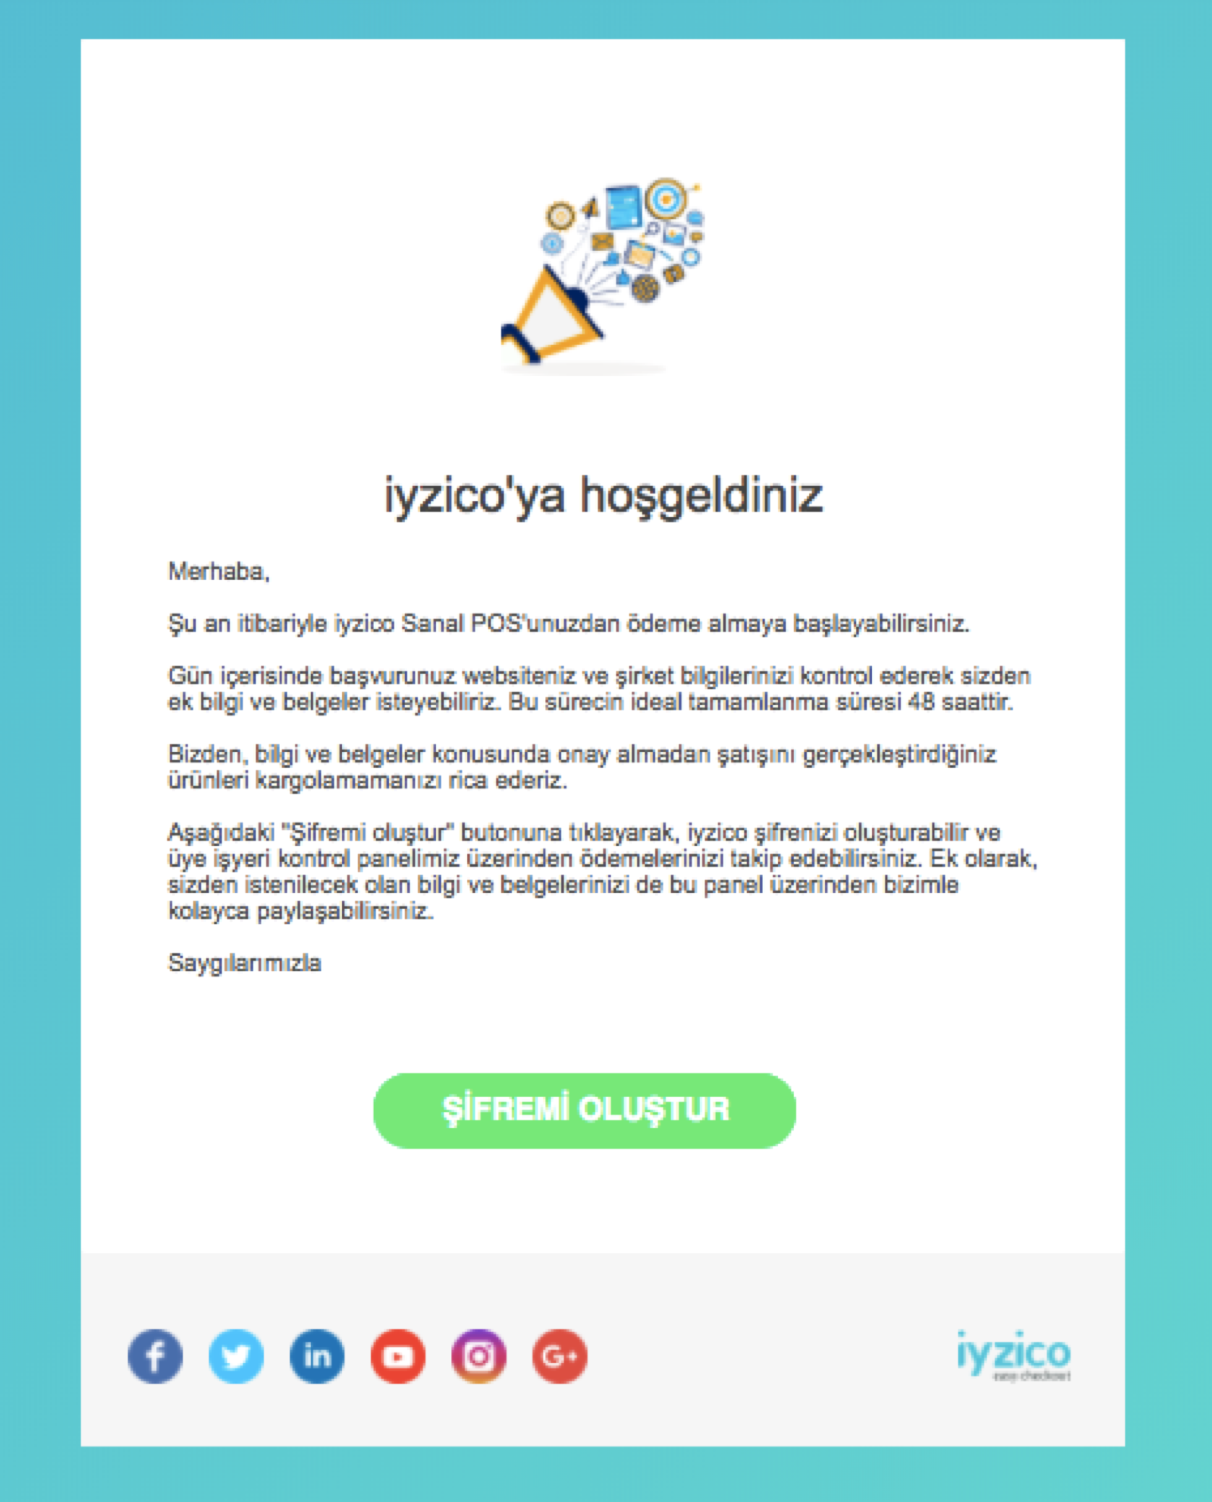 iyzico'ya hoşgeldiniz
Merhaba,
Şu an itibariyle iyzico Sanal POS'unuzdan ödeme almaya başlayabilirsiniz.
Gün içerisinde başvurunuz websiteniz ve şirket bilgilerinizi kontrol ederek sizden
ek bilgi ve belgeler isteyebiliriz. Bu sürecin ideal tamamlanma süresi 48 saattir.
Bizden, bilgi ve belgeler konusunda onay almadan şatışını gerçekleştirdiğiniz
ürünleri kargolamamanızı rica ederiz.
Aşağıdaki "Şifremi oluştur" butonuna tıklayarak, iyzico şifrenizi oluşturabilir ve
üye işyeri kontrol panelimiz üzerinden ödemelerinizi takip edebilirsiniz. Ek olarak,
sizden istenilecek olan bilgi ve belgelerinizi de bu panel üzerinden bizimle
kolayca paylaşabilirsiniz.
Saygılarımızla
ŞİFREMİ OLUŞTUR
f in G+ iyzico
easy checkout